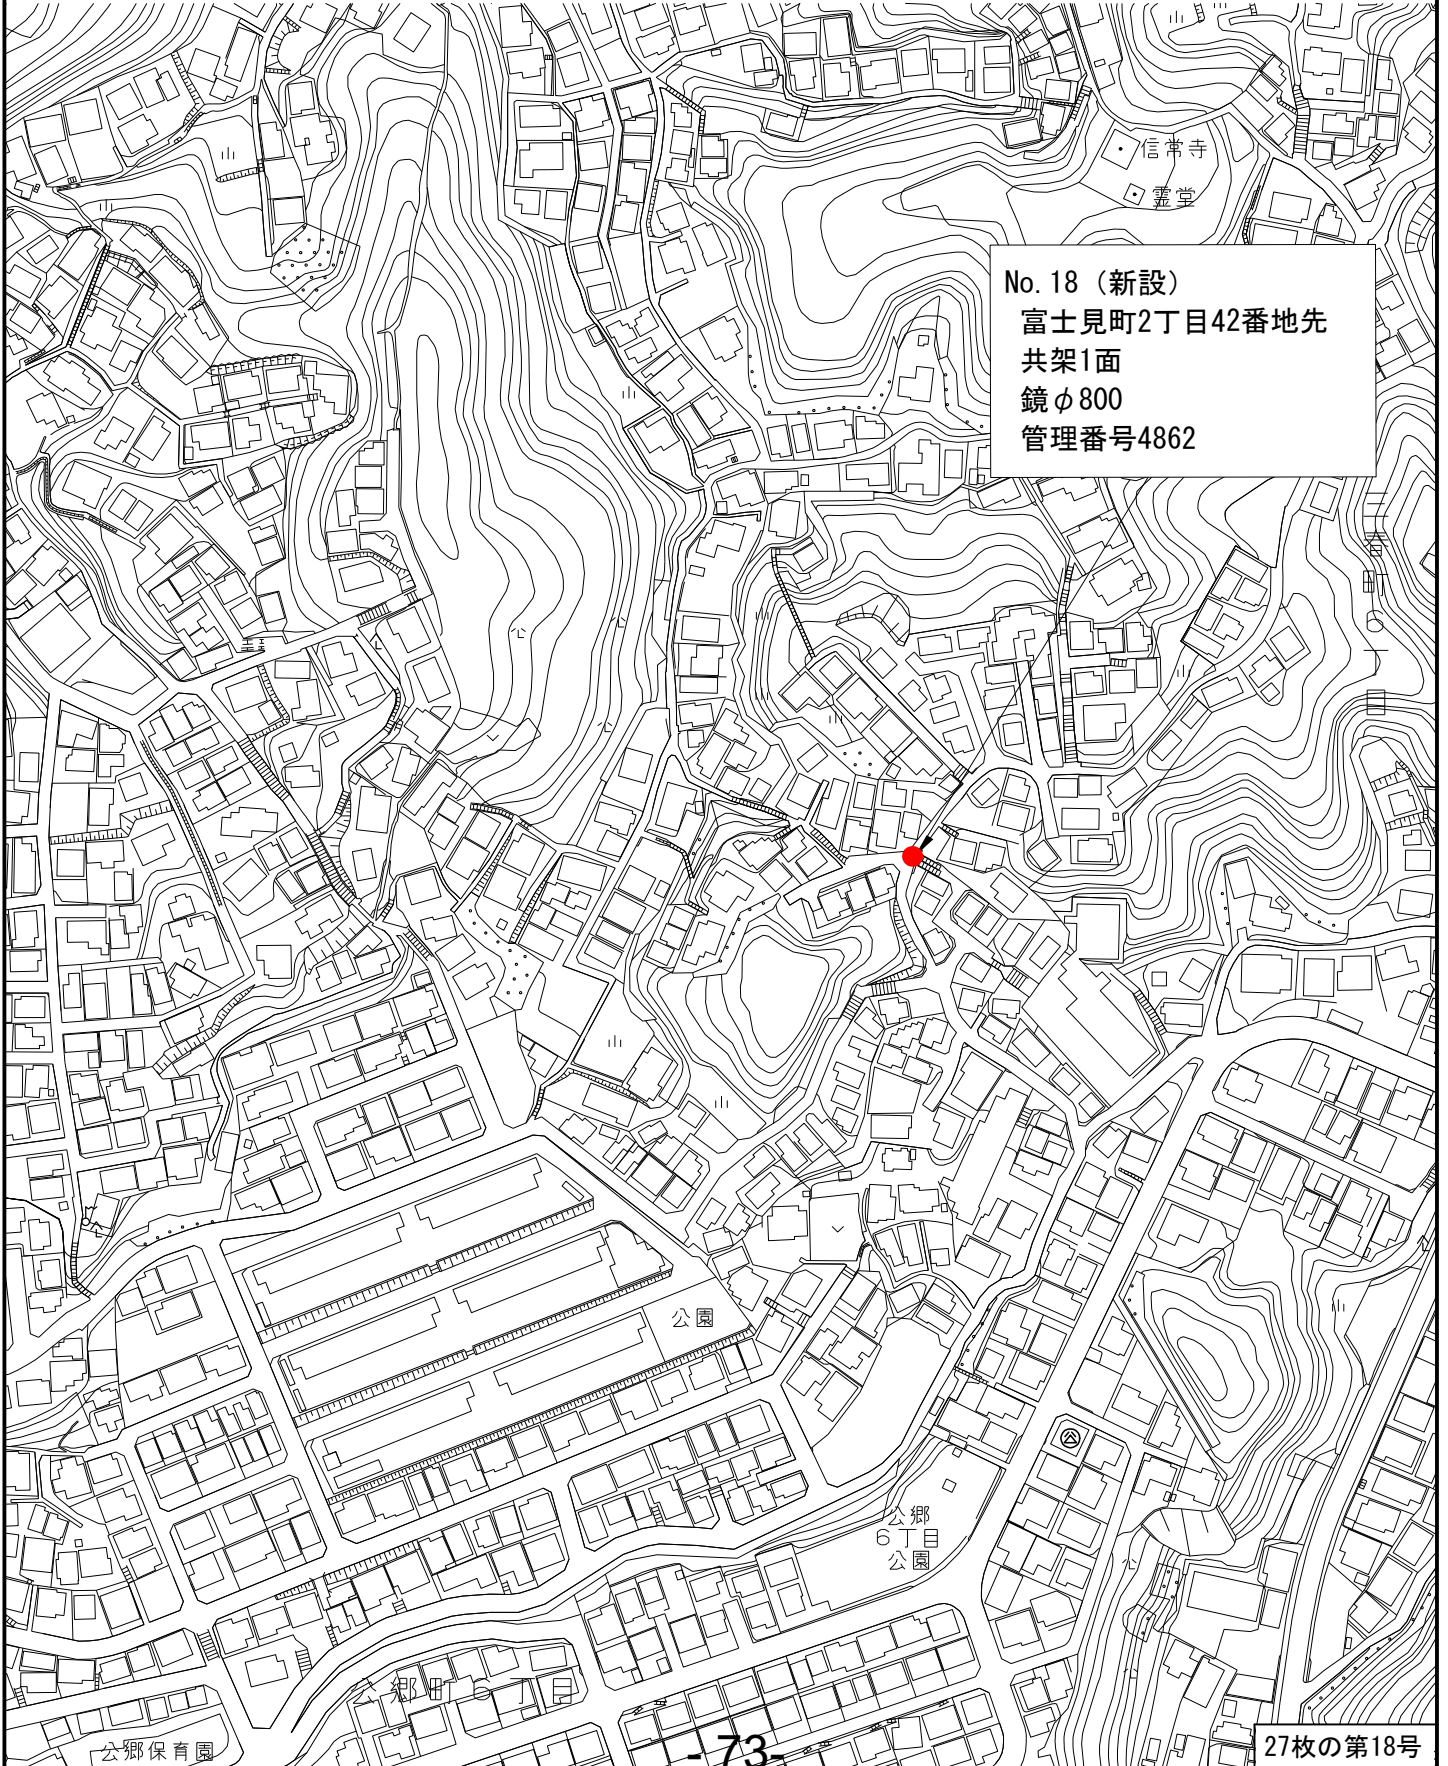 信常寺
霊堂
No.18（新設）
富士見町2丁目42番地先
共架1面
鏡φ800
管理番号4862
公園
公郷
6丁目
公園
公郷町6丁目
公郷保育園
-73-
27枚の第18号